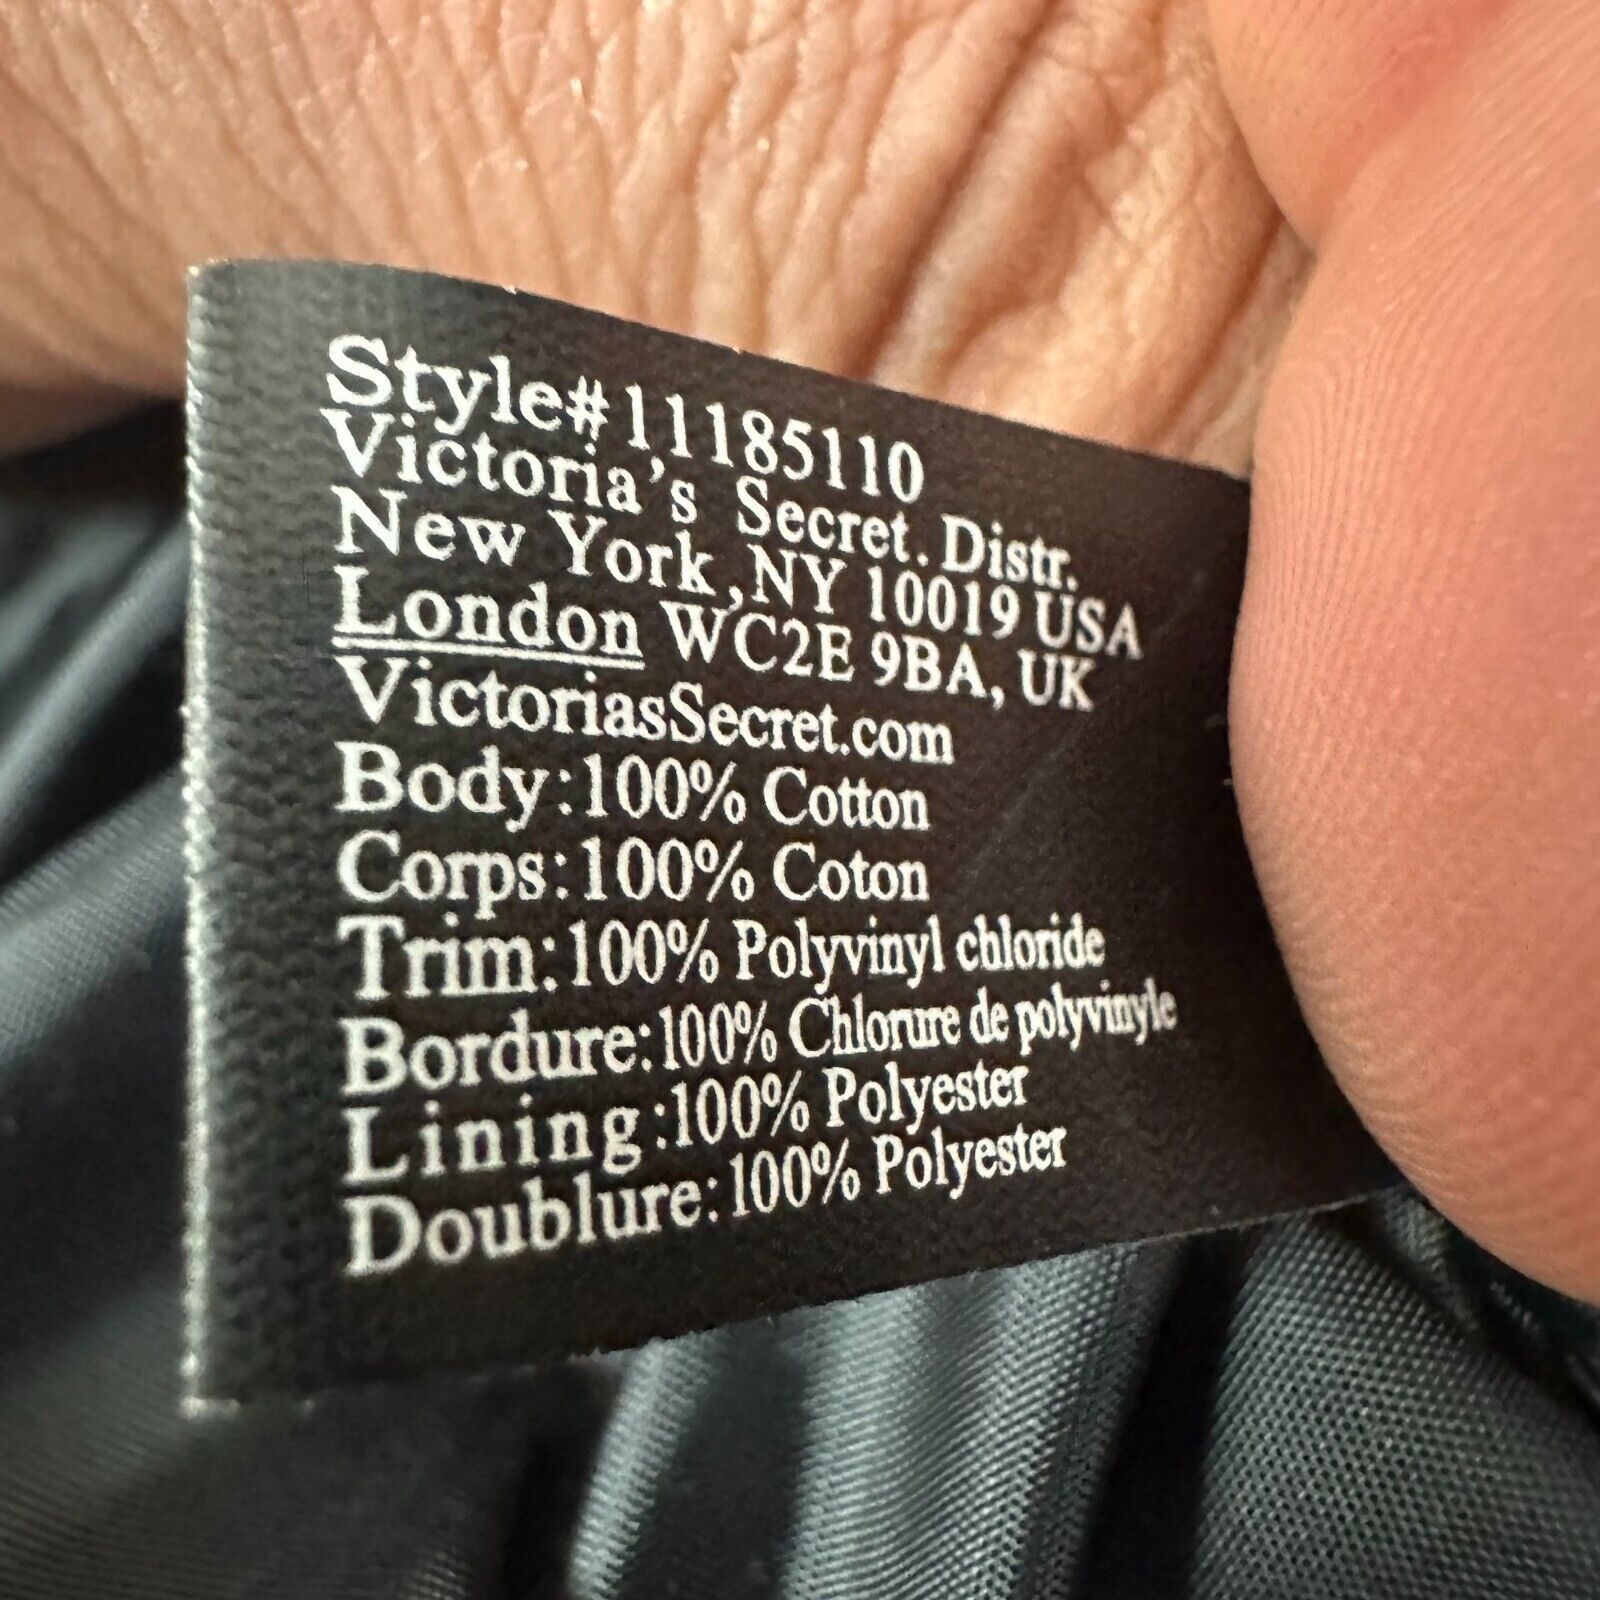 Style#11185110
Victoria's Secret. Distr.
New York,NY 10019 USA
London WC2E 9BA, UK
VictoriasSecret.com
Body:100% Cotton
Corps:100% Coton
Trim:100% Polyvinyl chloride
Bordure:100% Chlorure de polyvinyle
Lining:100% Polyester
Doublure:100% Polyester